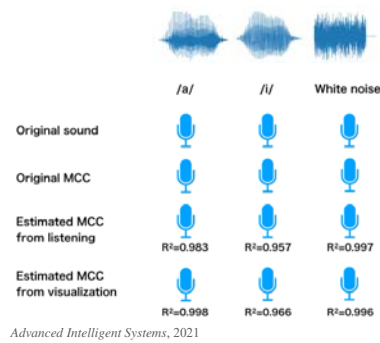 /a/ /i/ White noise
Original sound
Original MCC
Estimated MCC
from listening
R²=0.983 R²=0.957 R²=0.997
Estimated MCC
from visualization
R²=0.998 R²=0.966 R²=0.996
Advanced Intelligent Systems, 2021